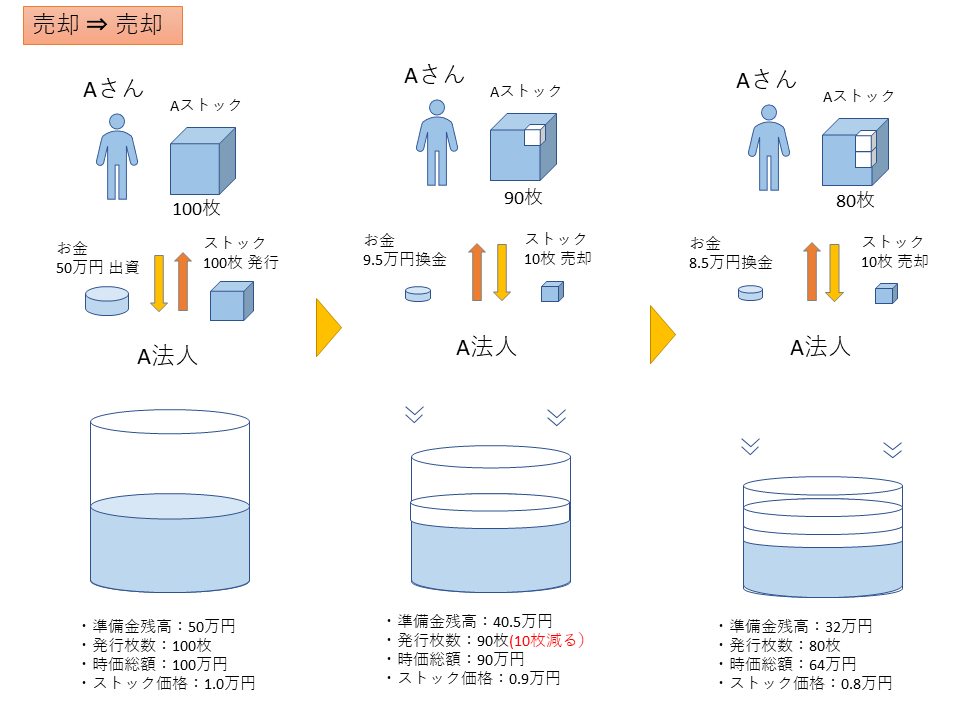 売却 ⇒ 売却
Aさん
Aストック
100枚
お金
50万円 出資
ストック
100枚 発行
A法人
・準備金残高：50万円
・発行枚数：100枚
・時価総額：100万円
・ストック価格：1.0万円
Aさん
Aストック
90枚
お金
9.5万円換金
ストック
10枚 売却
A法人
・準備金残高：40.5万円
・発行枚数：90枚(10枚減る）
・時価総額：90万円
・ストック価格：0.9万円
Aさん
Aストック
80枚
お金
8.5万円換金
ストック
10枚 売却
A法人
・準備金残高：32万円
・発行枚数：80枚
・時価総額：64万円
・ストック価格：0.8万円